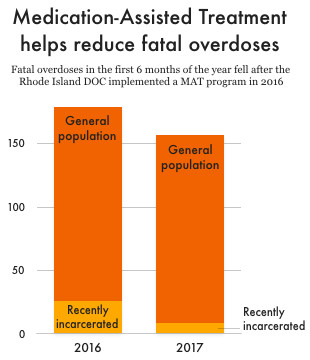 Medication-Assisted Treatment
helps reduce fatal overdoses
Fatal overdoses in the first 6 months of the year fell after the
Rhode Island DOC implemented a MAT program in 2016
General
population
General
population
150
100
50
Recently
incarcerated
Recently
incarcerated
0
2016
2017